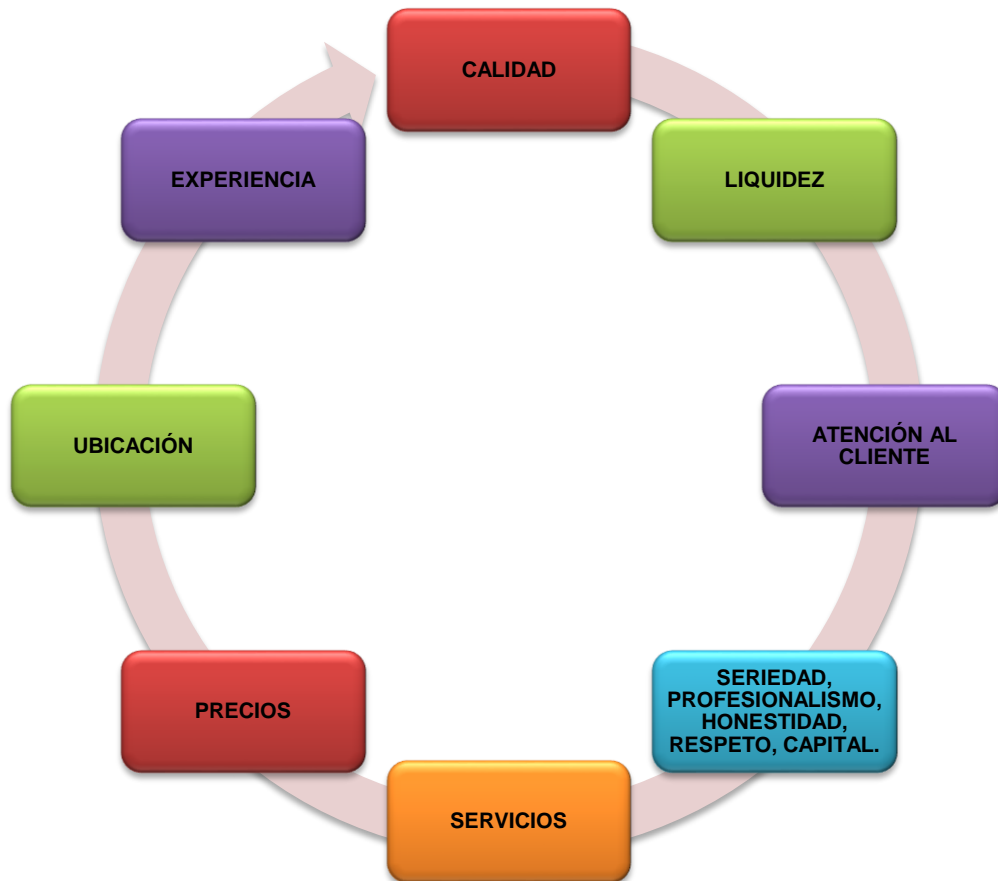 CALIDAD
LIQUIDEZ
ATENCIÓN AL
CLIENTE
SERIEDAD,
PROFESIONALISMO,
HONESTIDAD,
RESPETO, CAPITAL.
SERVICIOS
PRECIOS
UBICACIÓN
EXPERIENCIA